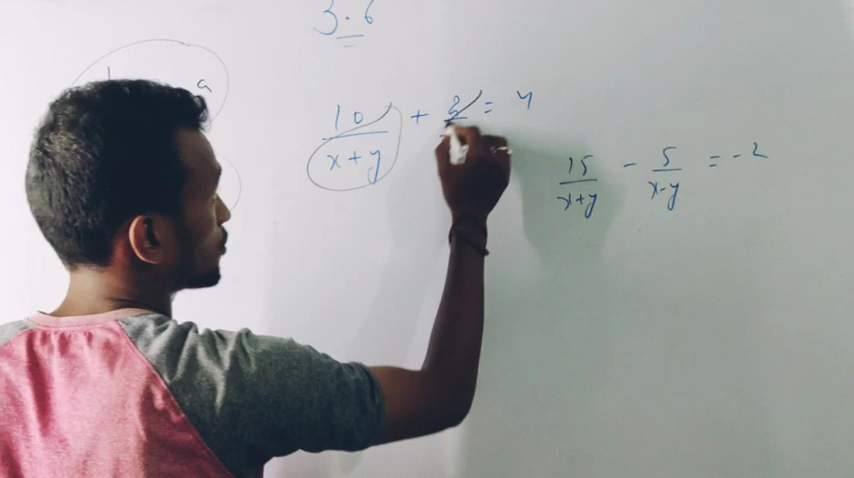 3.6
a
10/(x+y) + 2/ = 4
15/(x+y) - 5/(x-y) = -2